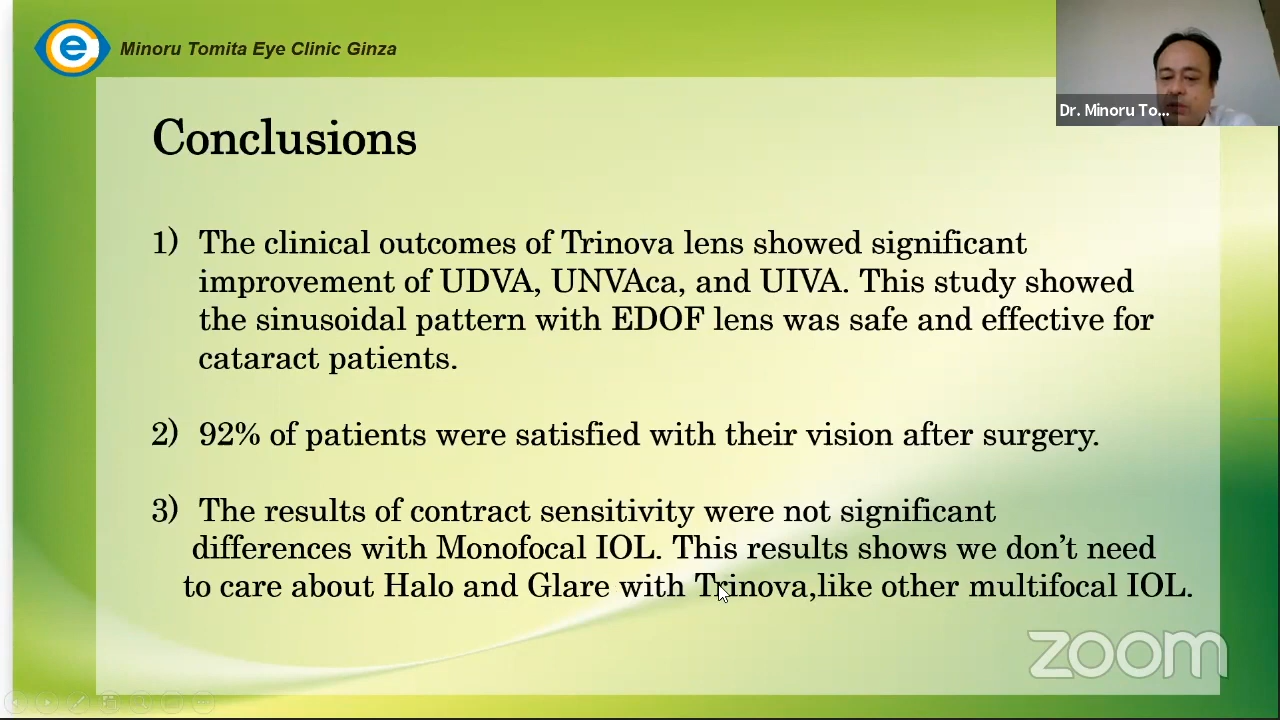 e
Minoru Tomita Eye Clinic Ginza
Dr. Minoru To...
Conclusions
1) The clinical outcomes of Trinova lens showed significant
improvement of UDVA, UNVAca, and UIVA. This study showed
the sinusoidal pattern with EDOF lens was safe and effective for
cataract patients.
2) 92% of patients were satisfied with their vision after surgery.
3) The results of contract sensitivity were not significant
differences with Monofocal IOL. This results shows we don't need
to care about Halo and Glare with Trinova,like other multifocal IOL.
zoom